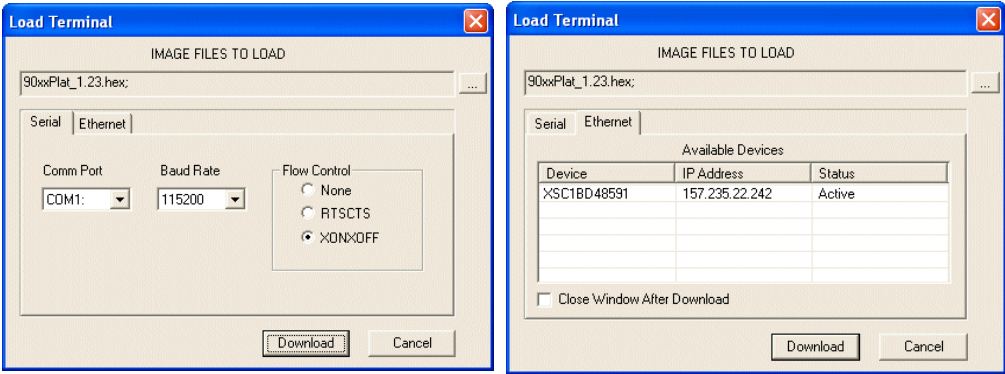 Load Terminal
IMAGE FILES TO LOAD
90xxPlat_1.23.hex;
...
Serial Ethernet
Comm Port Baud Rate Flow Control
COM1: 115200
None
RTSCTS
XONXOFF
Download Cancel
Load Terminal
IMAGE FILES TO LOAD
90xxPlat_1.23.hex;
...
Serial Ethernet
Available Devices
Device IP Address Status
XSC1BD48591 157.235.22.242 Active
Close Window After Download
Download Cancel